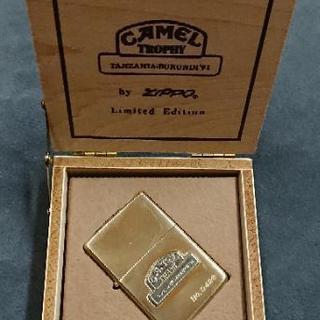 CAMEL
TROPHY
TANZANIA-BURUNDI'91
by ZIPPO®
Limited Edition
CAMEL
TROPHY